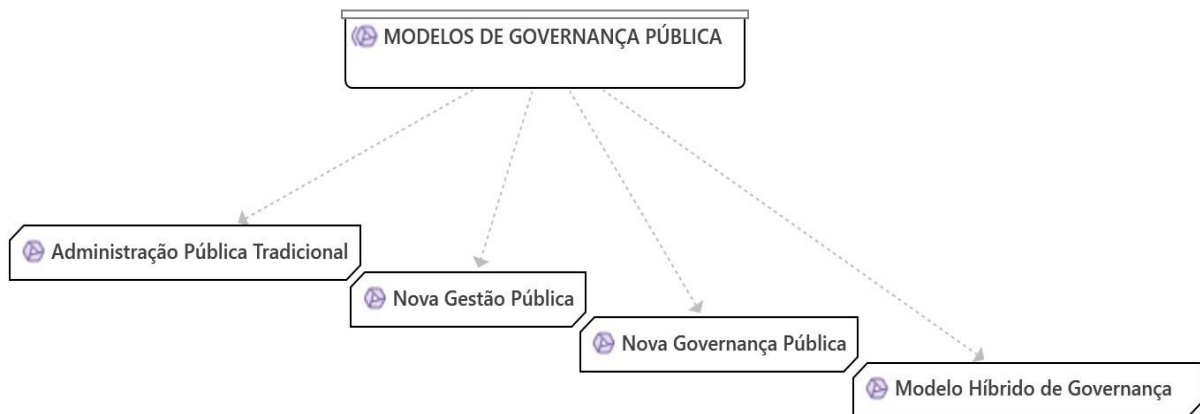 MODELOS DE GOVERNANÇA PÚBLICA
Administração Pública Tradicional
Nova Gestão Pública
Nova Governança Pública
Modelo Híbrido de Governança